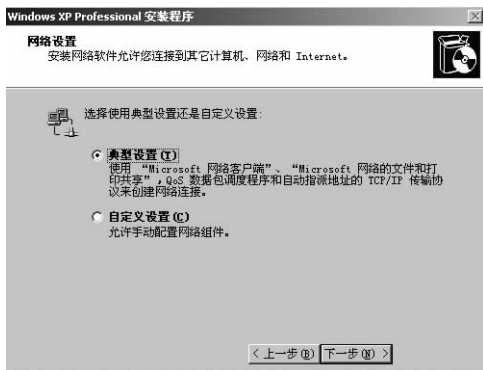 Windows XP Professional 安装程序
网络设置
安装网络软件允许您连接到其它计算机、网络和 Internet。
选择使用典型设置还是自定义设置:
典型设置(T)
使用 “Microsoft 网络客户端”、“Microsoft 网络的文件和打
印共享”,QoS 数据包调度程序和自动指派地址的 TCP/IP 传输协
议来创建网络连接。
自定义设置(C)
允许手动配置网络组件。
< 上一步(B) 下一步(N) >